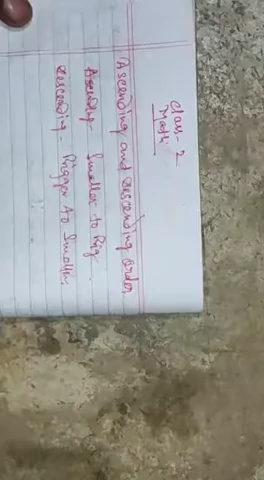 Class - 2
Math
Ascending and descending order
Ascending - Smaller to Big
descending - Bigger to Smaller